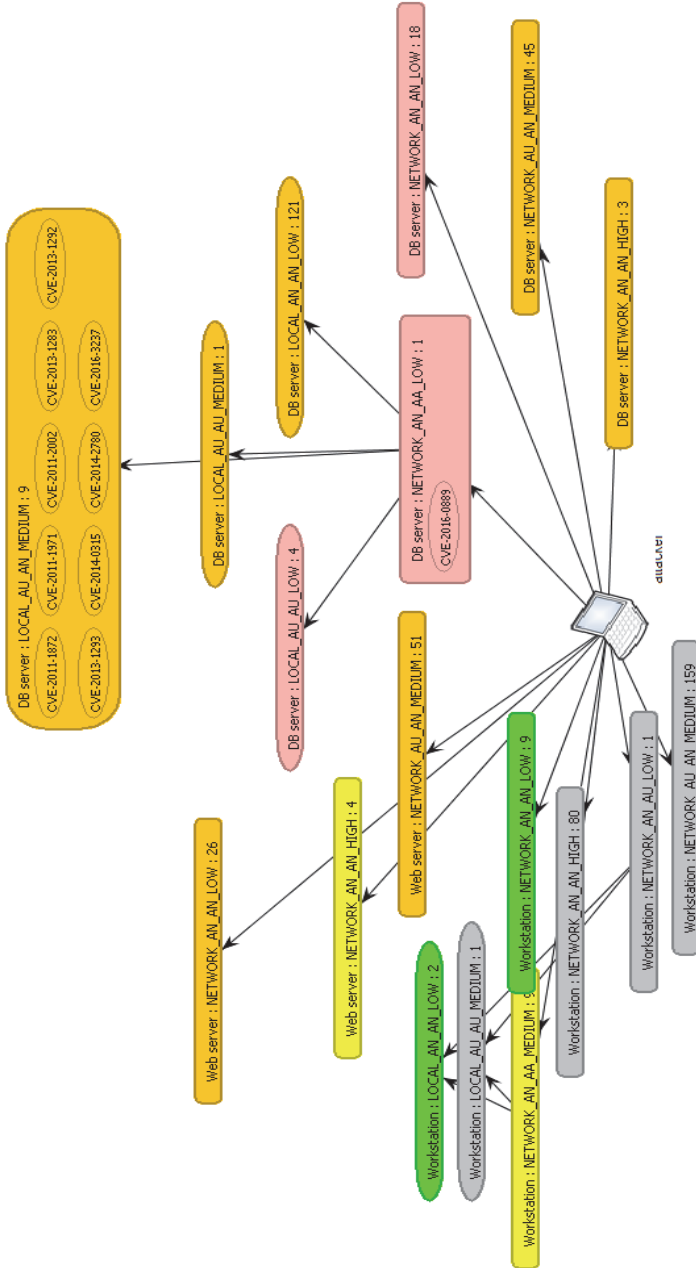 DB server : LOCAL_AU_AN_MEDIUM : 9
CVE-2011-1872
CVE-2011-1971
CVE-2011-2002
CVE-2013-1283
CVE-2013-1292
CVE-2013-1293
CVE-2014-0315
CVE-2014-2780
CVE-2016-3237
DB server : LOCAL_AU_AU_MEDIUM : 1
DB server : LOCAL_AN_AN_LOW : 121
DB server : LOCAL_AU_AU_LOW : 4
DB server : NETWORK_AN_AA_LOW : 1
CVE-2016-0889
DB server : NETWORK_AN_AN_LOW : 18
DB server : NETWORK_AU_AN_MEDIUM : 45
DB server : NETWORK_AN_AN_HIGH : 3
Web server : NETWORK_AN_AN_LOW : 26
Web server : NETWORK_AN_AN_HIGH : 4
Web server : NETWORK_AU_AN_MEDIUM : 51
Workstation : LOCAL_AN_AN_LOW : 2
Workstation : LOCAL_AU_AU_MEDIUM : 1
Workstation : NETWORK_AN_AA_MEDIUM : 9
Workstation : NETWORK_AN_AN_LOW : 9
Workstation : NETWORK_AN_AN_HIGH : 80
Workstation : NETWORK_AN_AU_LOW : 1
Workstation : NETWORK_AU_AN_MEDIUM : 159
attacker